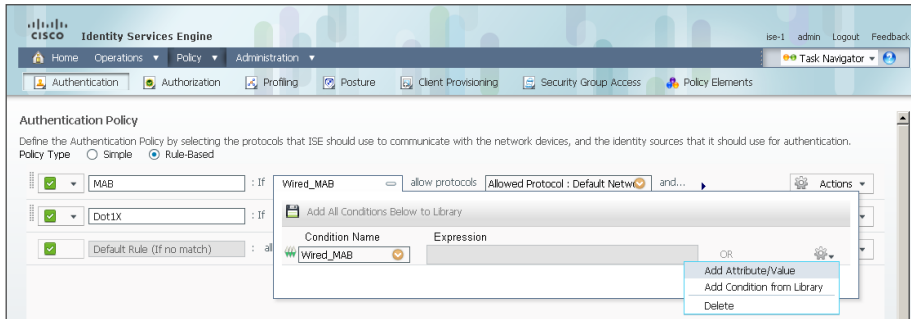 CISCO Identity Services Engine
ise-1 admin Logout Feedback
Home Operations Policy Administration
Task Navigator
Authentication Authorization Profiling Posture Client Provisioning Security Group Access Policy Elements
Authentication Policy
Define the Authentication Policy by selecting the protocols that ISE should use to communicate with the network devices, and the identity sources that it should use for authentication.
Policy Type Simple Rule-Based
MAB : If Wired_MAB allow protocols Allowed Protocol : Default Netw and... Actions
Dot1X : If
Add All Conditions Below to Library
Default Rule (If no match) : al
Condition Name Expression
Wired_MAB OR
Add Attribute/Value
Add Condition from Library
Delete